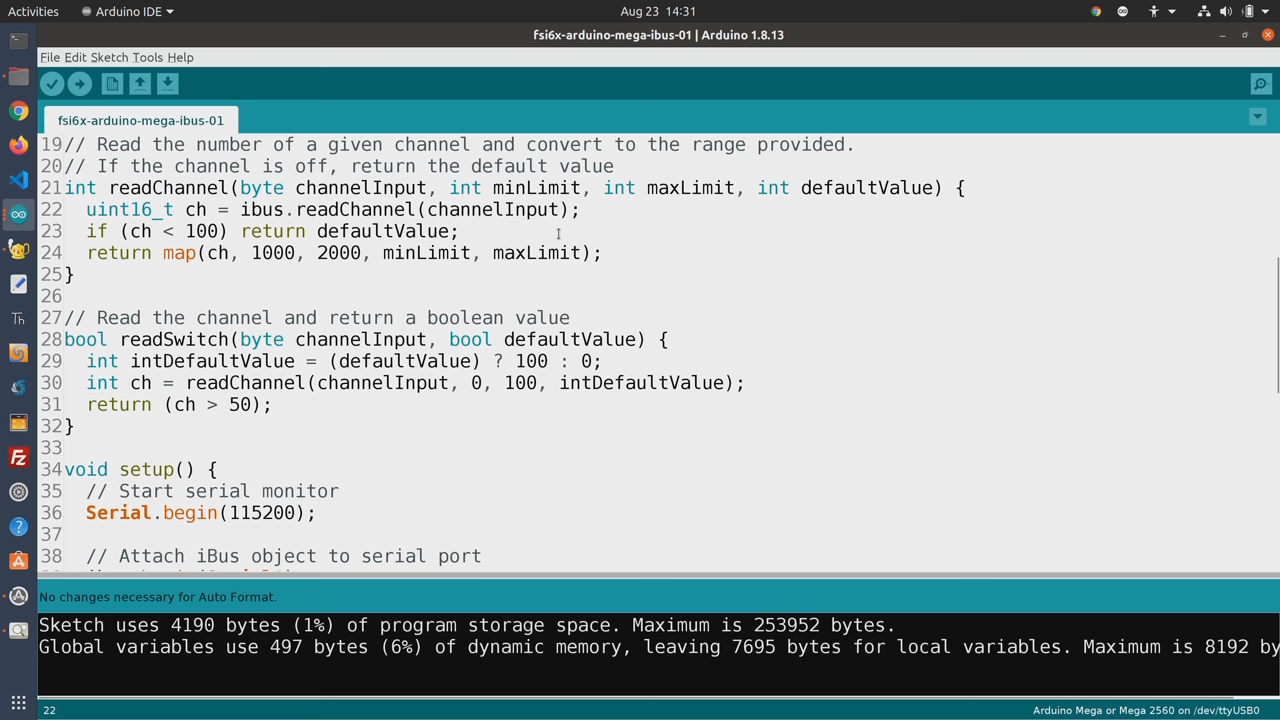 Activities
Arduino IDE
Aug 23 14:31
fsi6x-arduino-mega-ibus-01 | Arduino 1.8.13
File Edit Sketch Tools Help
fsi6x-arduino-mega-ibus-01
19// Read the number of a given channel and convert to the range provided.
20// If the channel is off, return the default value
21int readChannel(byte channelInput, int minLimit, int maxLimit, int defaultValue) {
22  uint16_t ch = ibus.readChannel(channelInput);
23  if (ch < 100) return defaultValue;
24  return map(ch, 1000, 2000, minLimit, maxLimit);
25}
26
27// Read the channel and return a boolean value
28bool readSwitch(byte channelInput, bool defaultValue) {
29  int intDefaultValue = (defaultValue) ? 100 : 0;
30  int ch = readChannel(channelInput, 0, 100, intDefaultValue);
31  return (ch > 50);
32}
33
34void setup() {
35  // Start serial monitor
36  Serial.begin(115200);
37
38  // Attach iBus object to serial port
No changes necessary for Auto Format.
Sketch uses 4190 bytes (1%) of program storage space. Maximum is 253952 bytes.
Global variables use 497 bytes (6%) of dynamic memory, leaving 7695 bytes for local variables. Maximum is 8192 by
22
Arduino Mega or Mega 2560 on /dev/ttyUSB0
Th
Fz